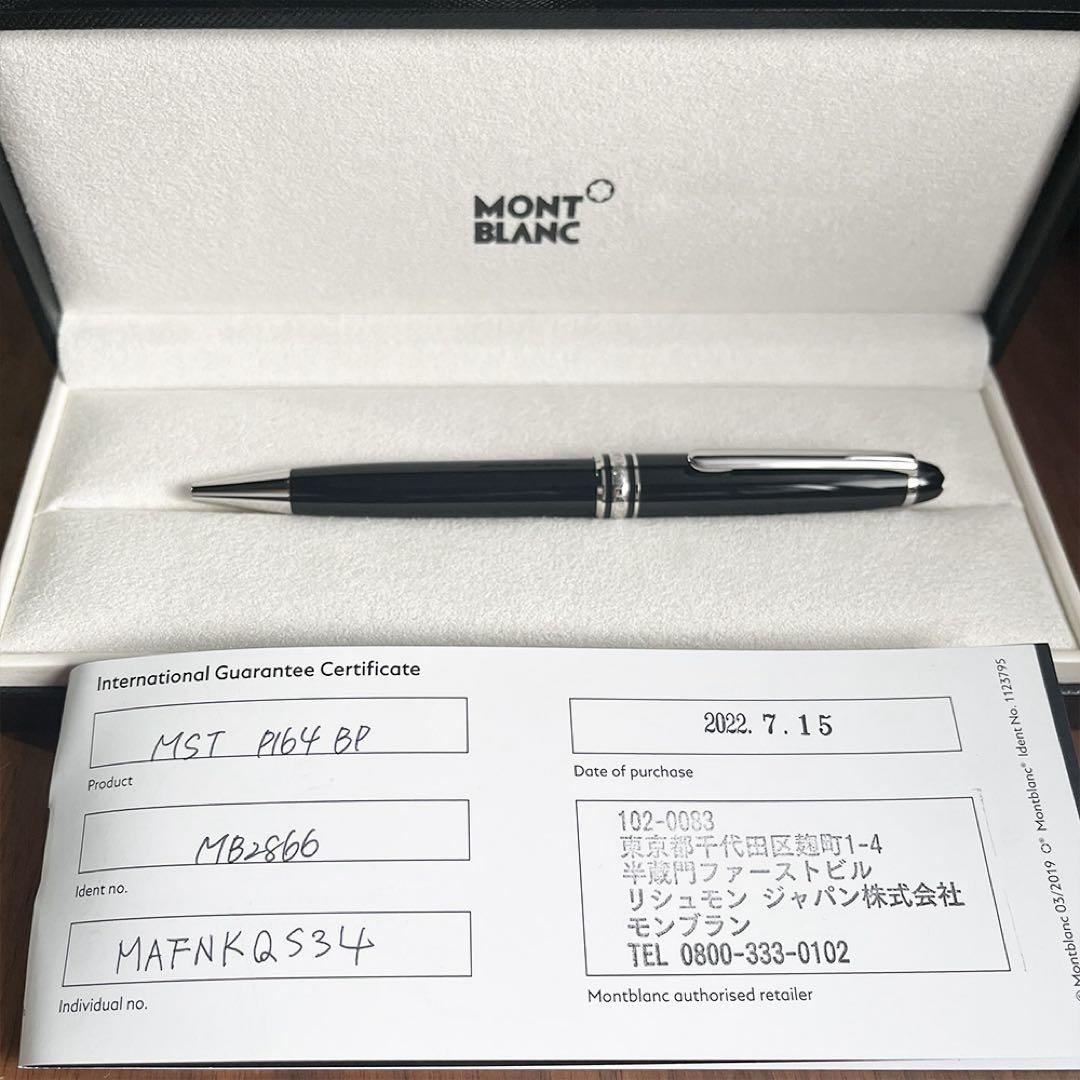 MONT
BLANC
International Guarantee Certificate
MST P164 BP
Product
MB2866
Ident no.
MAFNKQS34
Individual no.
2022. 7. 15
Date of purchase
102-0083
東京都千代田区麹町1-4
半蔵門ファーストビル
リシュモン ジャパン株式会社
モンブラン
TEL 0800-333-0102
Montblanc authorised retailer
© Montblanc 03/2019 O® Montblanc® Ident No. 1123795